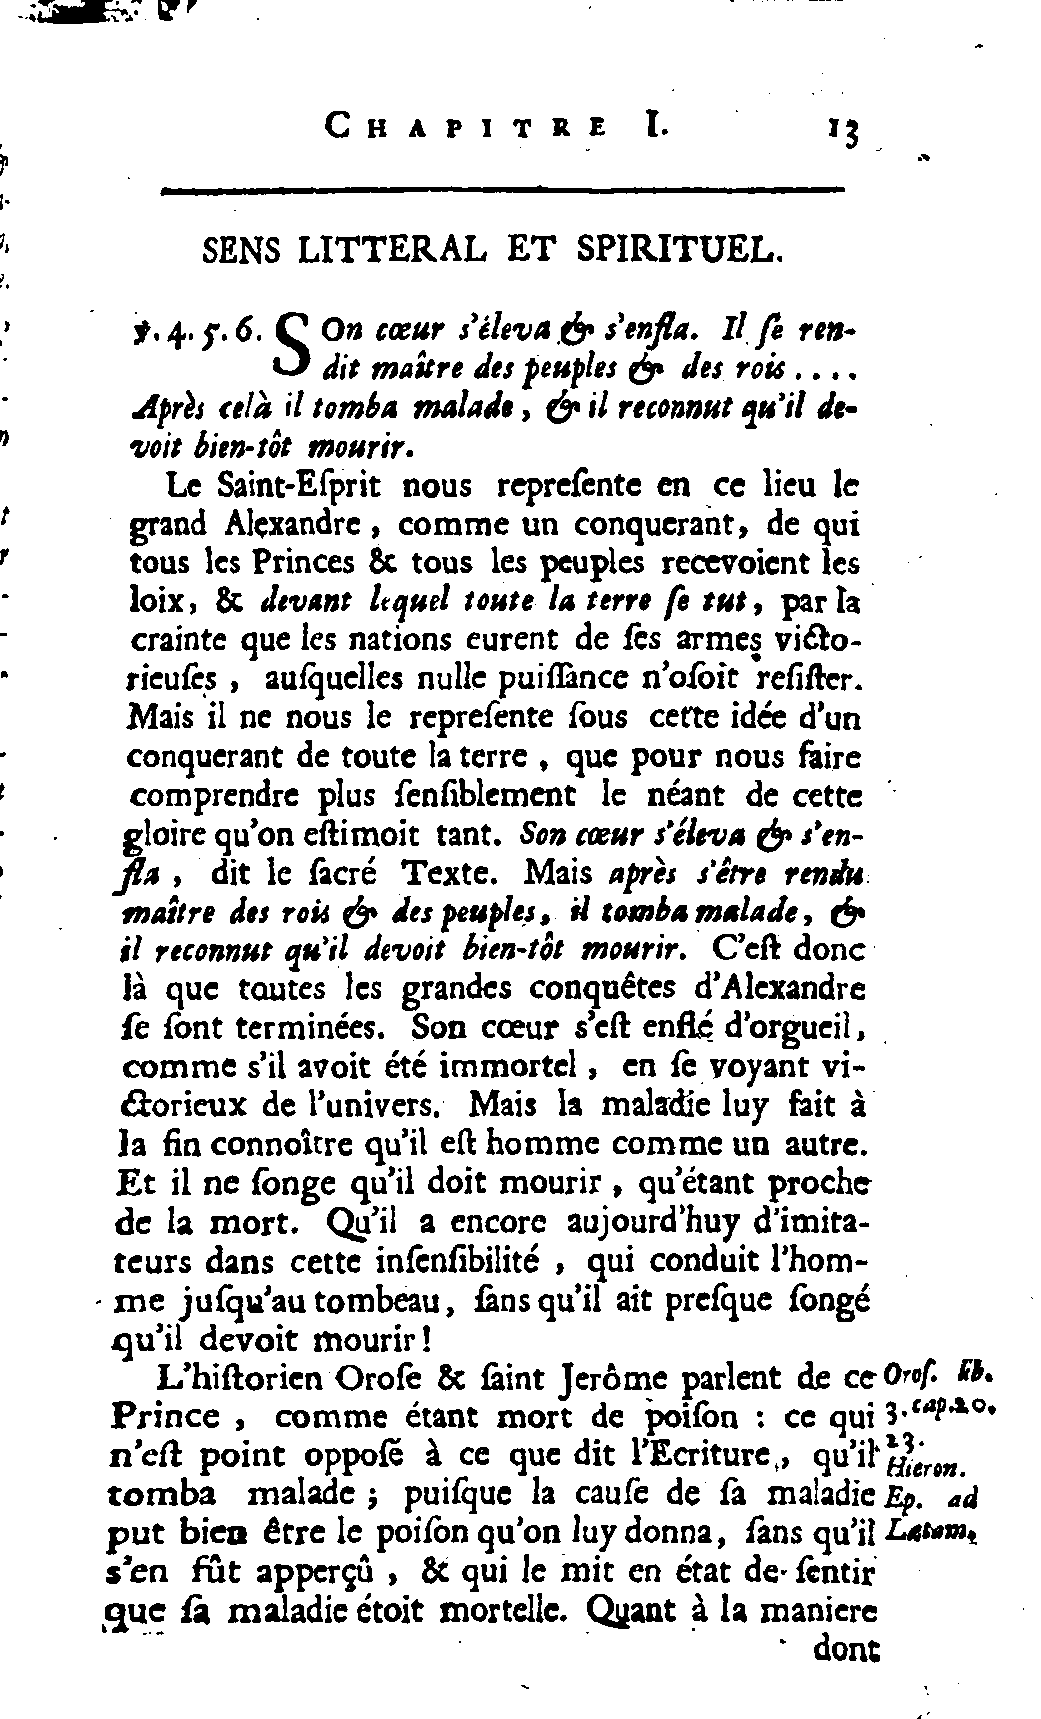 CHAPITRE I. 13
SENS LITTERAL ET SPIRITUEL.
℣. 4. 5. 6. SOn cœur s'éleva & s'enfla. Il ſe ren-
dit maître des peuples & des rois . . . .
Après celà il tomba malade, & il reconnut qu'il de-
voit bien-tôt mourir.
Le Saint-Eſprit nous repreſente en ce lieu le
grand Alexandre, comme un conquerant, de qui
tous les Princes & tous les peuples recevoient les
loix, & devant lequel toute la terre ſe tut, par la
crainte que les nations eurent de ſes armes victo-
rieuſes, auſquelles nulle puiſſance n'oſoit reſiſter.
Mais il ne nous le repreſente ſous cette idée d'un
conquerant de toute la terre, que pour nous faire
comprendre plus ſenſiblement le néant de cette
gloire qu'on eſtimoit tant. Son cœur s'éleva & s'en-
fla, dit le ſacré Texte. Mais après s'être rendu
maître des rois & des peuples, il tomba malade, &
il reconnut qu'il devoit bien-tôt mourir. C'eſt donc
là que toutes les grandes conquêtes d'Alexandre
ſe ſont terminées. Son cœur s'eſt enflé d'orgueil,
comme s'il avoit été immortel, en ſe voyant vi-
ctorieux de l'univers. Mais la maladie luy fait à
la fin connoître qu'il eſt homme comme un autre.
Et il ne ſonge qu'il doit mourir, qu'étant proche
de la mort. Qu'il a encore aujourd'huy d'imita-
teurs dans cette inſenſibilité, qui conduit l'hom-
me juſqu'au tombeau, ſans qu'il ait preſque ſongé
qu'il devoit mourir!
L'hiſtorien Oroſe & ſaint Jerôme parlent de ce
Prince, comme étant mort de poiſon : ce qui
n'eſt point oppoſé à ce que dit l'Ecriture, qu'il
tomba malade ; puiſque la cauſe de ſa maladie
put bien être le poiſon qu'on luy donna, ſans qu'il
s'en fût apperçû, & qui le mit en état de ſentir
que ſa maladie étoit mortelle. Quant à la maniere
dont
Oroſ. lib.
3. cap. 20.
23.
Hieron.
Ep. ad
Latam.